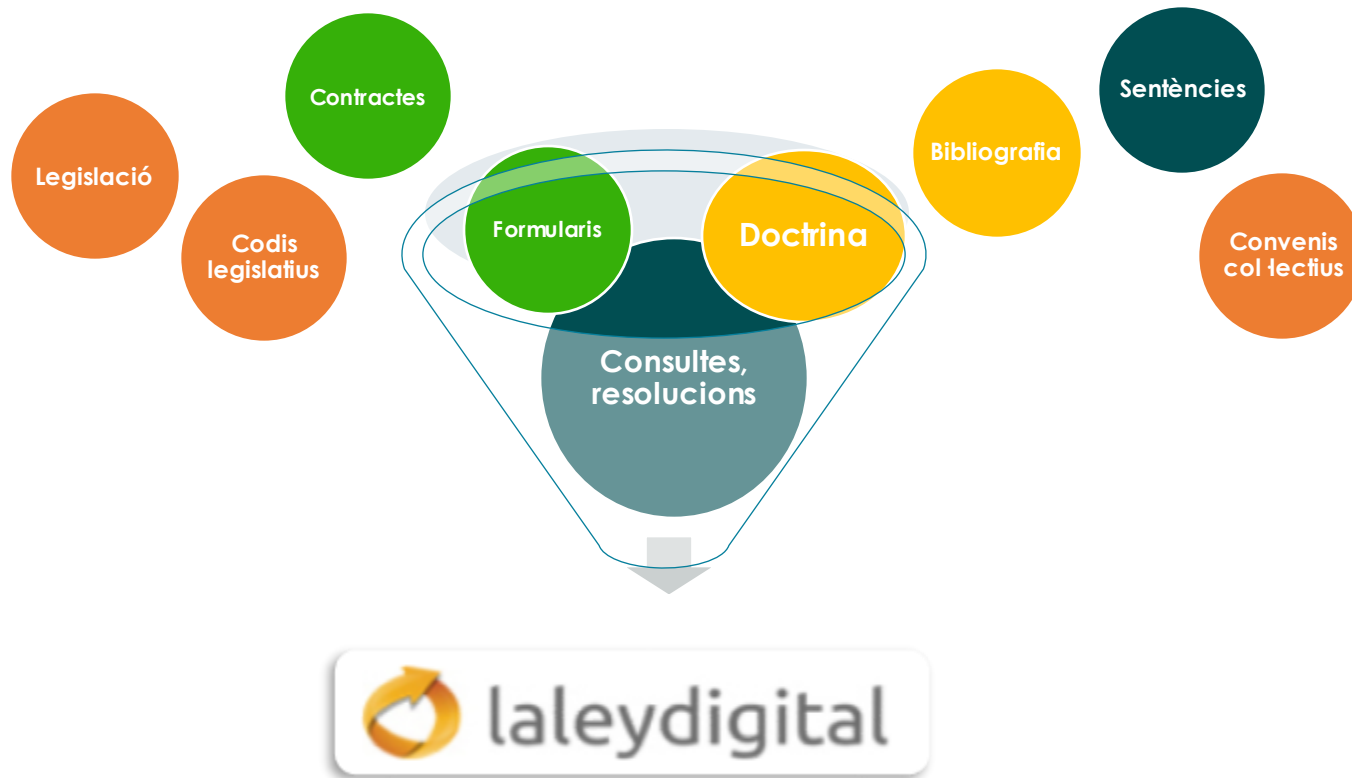 Legislació
Codis
legislatius
Contractes
Formularis
Doctrina
Consultes,
resolucions
Bibliografia
Sentències
Convenis
col·lectius
laleydigital